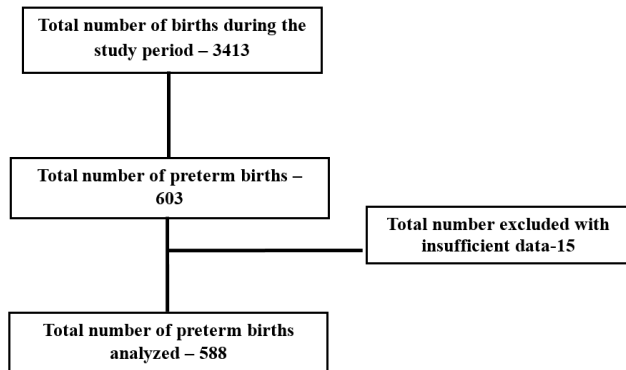 Total number of births during the
study period – 3413
Total number of preterm births –
603
Total number excluded with
insufficient data-15
Total number of preterm births
analyzed – 588